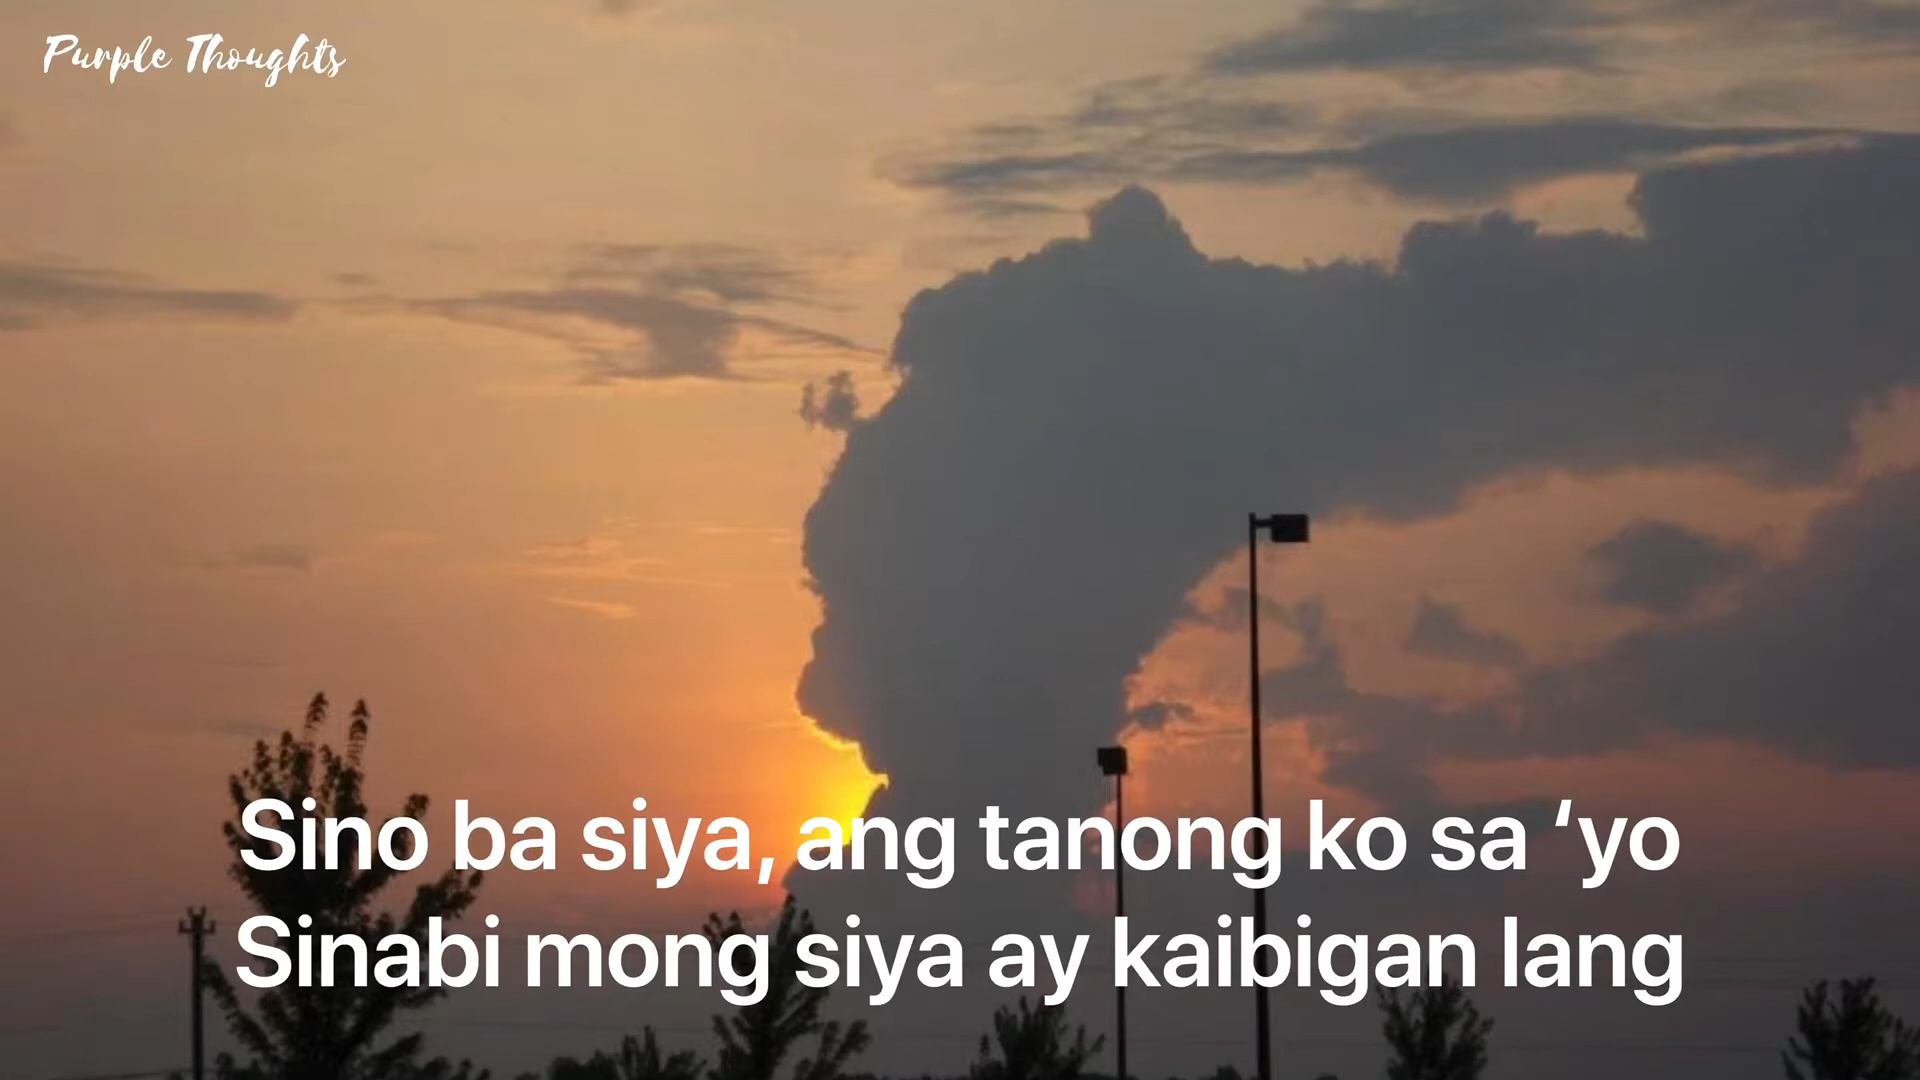 Purple Thoughts
Sino ba siya, ang tanong ko sa ‘yo
Sinabi mong siya ay kaibigan lang